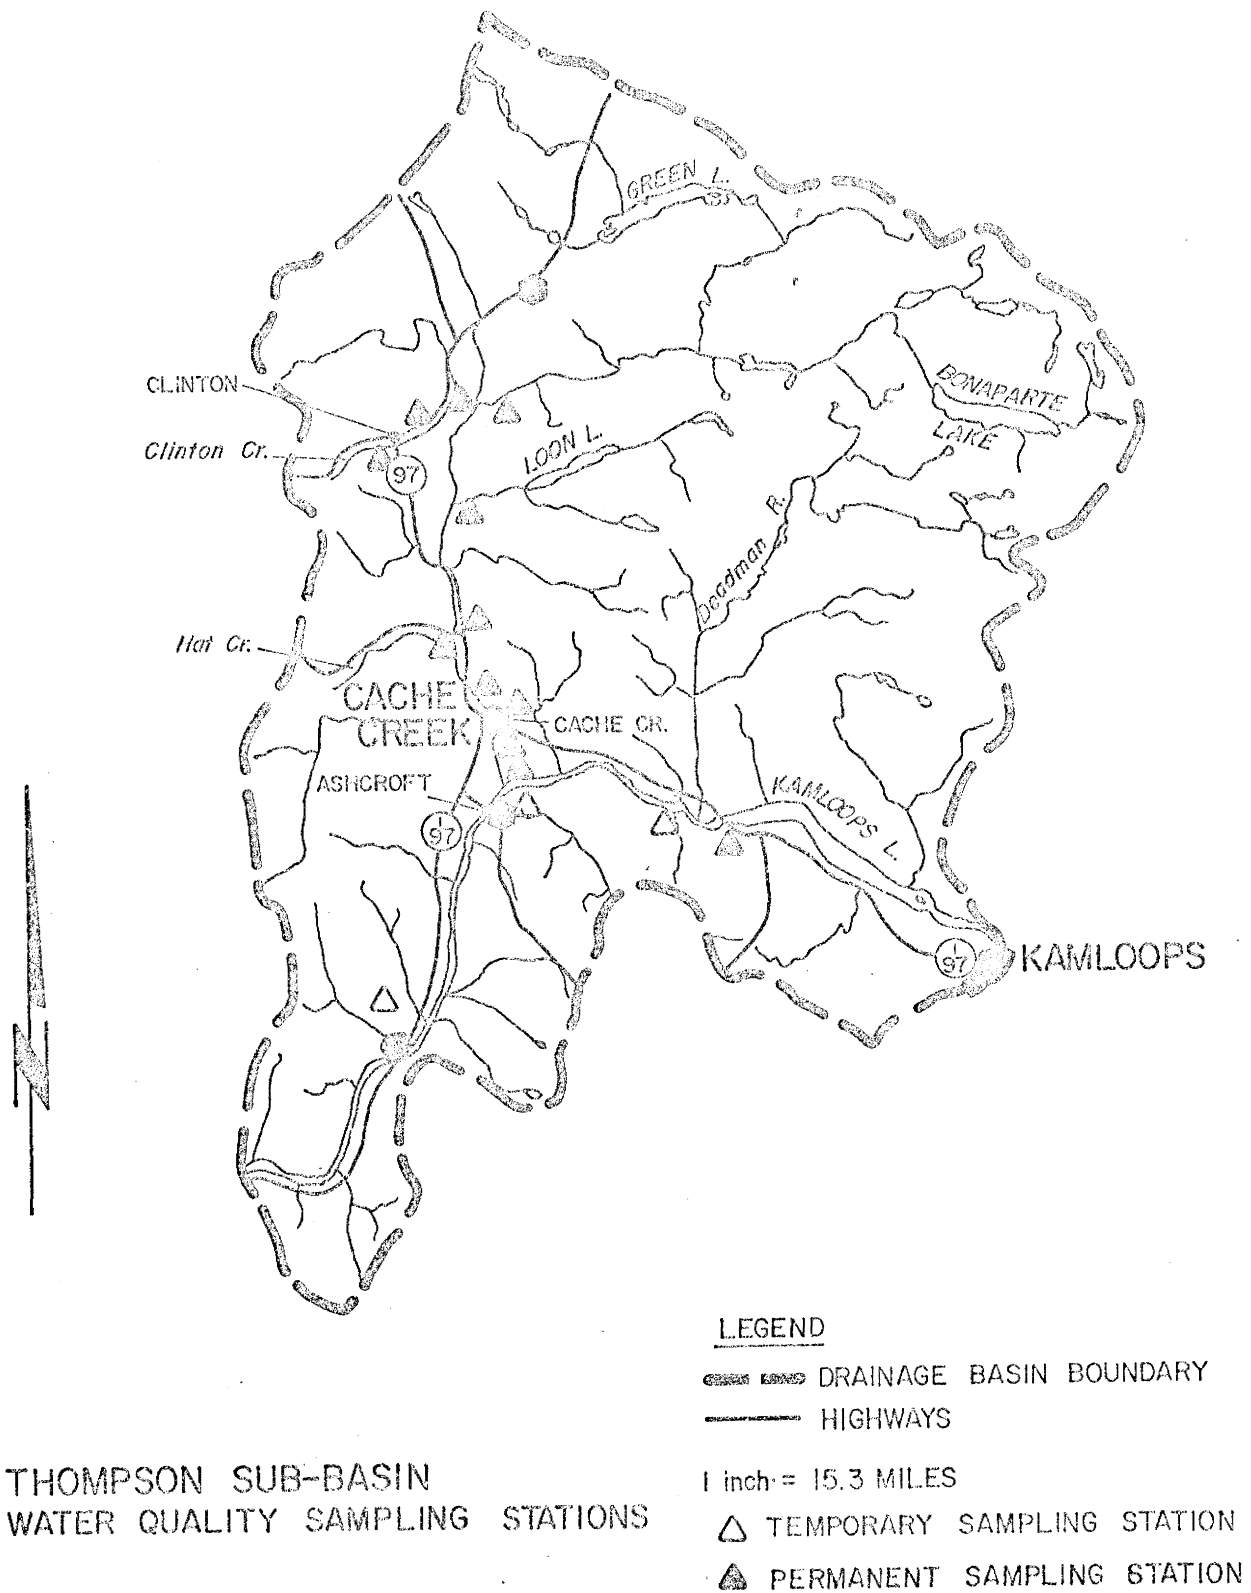 GREEN L.
CLINTON
BONAPARTE
LAKE
Clinton Cr.
LOON L.
97
Deadman R.
Hat Cr.
CACHE
CREEK
CACHE CR.
ASHCROFT
KAMLOOPS L.
1
97
1
97
KAMLOOPS
LEGEND
DRAINAGE BASIN BOUNDARY
HIGHWAYS
1 inch = 15.3 MILES
TEMPORARY SAMPLING STATION
PERMANENT SAMPLING STATION
THOMPSON SUB-BASIN
WATER QUALITY SAMPLING STATIONS
N